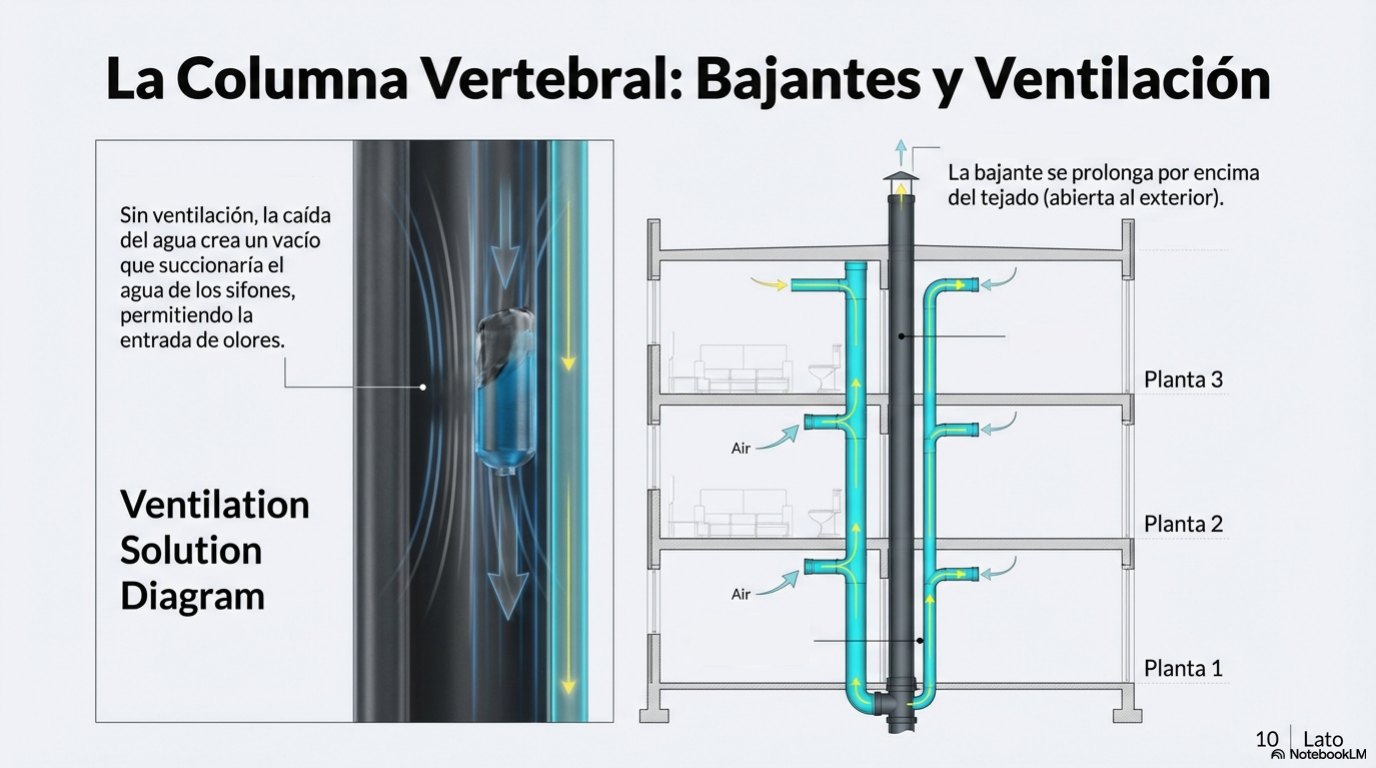 La Columna Vertebral: Bajantes y Ventilación
Sin ventilación, la caída
del agua crea un vacío
que succionaría el
agua de los sifones,
permitiendo la
entrada de olores.
Ventilation
Solution
Diagram
La bajante se prolonga por encima
del tejado (abierta al exterior).
Planta 3
Air
Planta 2
Air
Planta 1
10 | Lato
NotebookLM